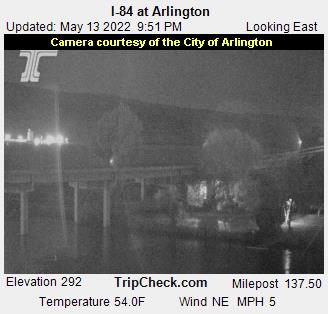 I-84 at Arlington
Updated: May 13 2022 9:51 PM Looking East
Camera courtesy of the City of Arlington
Elevation 292 TripCheck.com Milepost 137.50
Temperature 54.0F Wind NE MPH 5